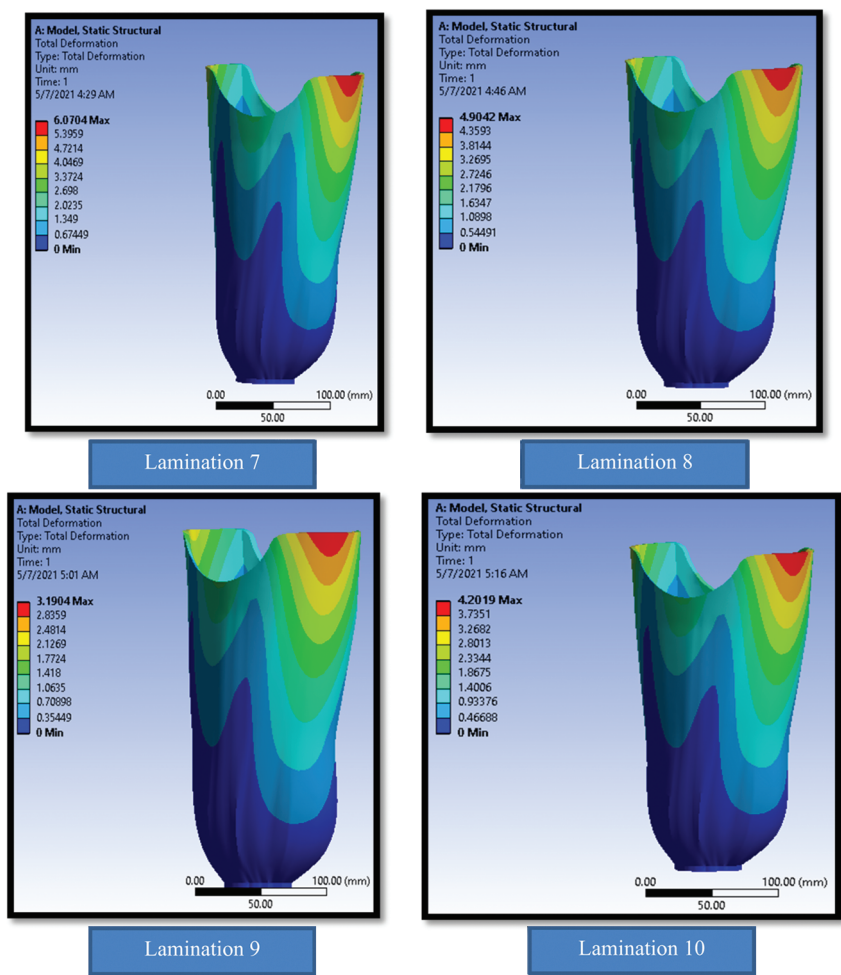 A: Model, Static Structural
Total Deformation
Type: Total Deformation
Unit: mm
Time: 1
5/7/2021 4:29 AM
6.0704 Max
5.3959
4.7214
4.0469
3.3724
2.698
2.0235
1.349
0.67449
0 Min
0.00 100.00 (mm)
50.00
Lamination 7
A: Model, Static Structural
Total Deformation
Type: Total Deformation
Unit: mm
Time: 1
5/7/2021 4:46 AM
4.9042 Max
4.3593
3.8144
3.2695
2.7246
2.1796
1.6347
1.0898
0.54491
0 Min
0.00 100.00 (mm)
50.00
Lamination 8
A: Model, Static Structural
Total Deformation
Type: Total Deformation
Unit: mm
Time: 1
5/7/2021 5:01 AM
3.1904 Max
2.8359
2.4814
2.1269
1.7724
1.418
1.0635
0.70898
0.35449
0 Min
0.00 100.00 (mm)
50.00
Lamination 9
A: Model, Static Structural
Total Deformation
Type: Total Deformation
Unit: mm
Time: 1
5/7/2021 5:16 AM
4.2019 Max
3.7351
3.2682
2.8013
2.3344
1.8675
1.4006
0.93376
0.46688
0 Min
0.00 100.00 (mm)
50.00
Lamination 10